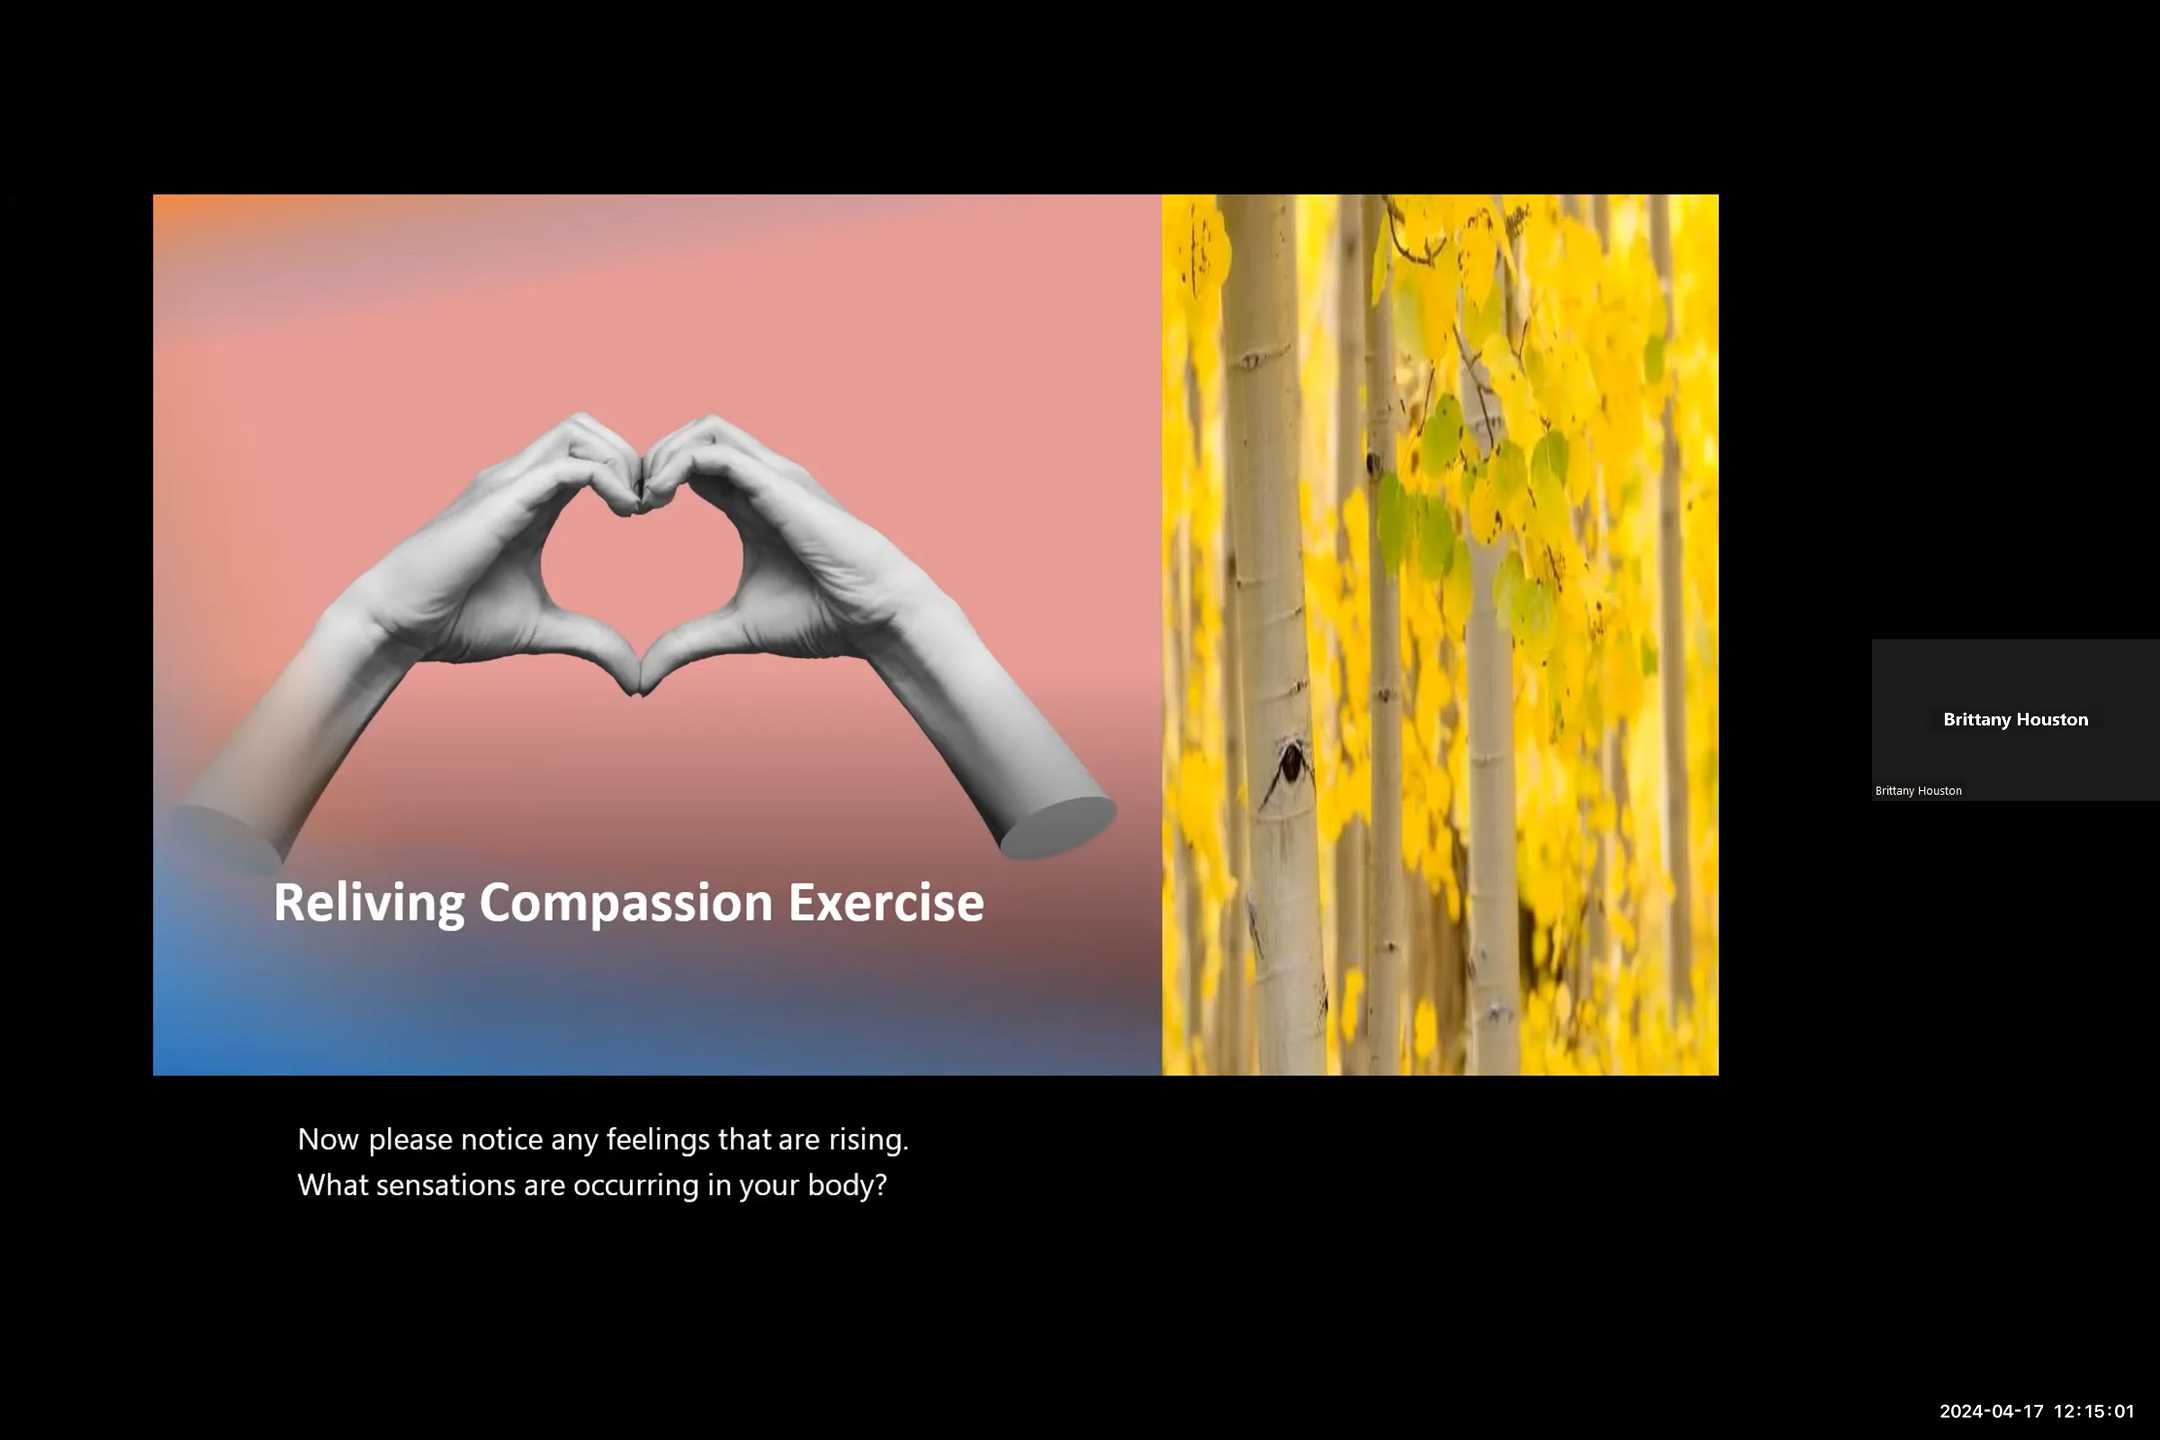 Reliving Compassion Exercise
Now please notice any feelings that are rising.
What sensations are occurring in your body?
Brittany Houston
Brittany Houston
2024-04-17 12:15:01